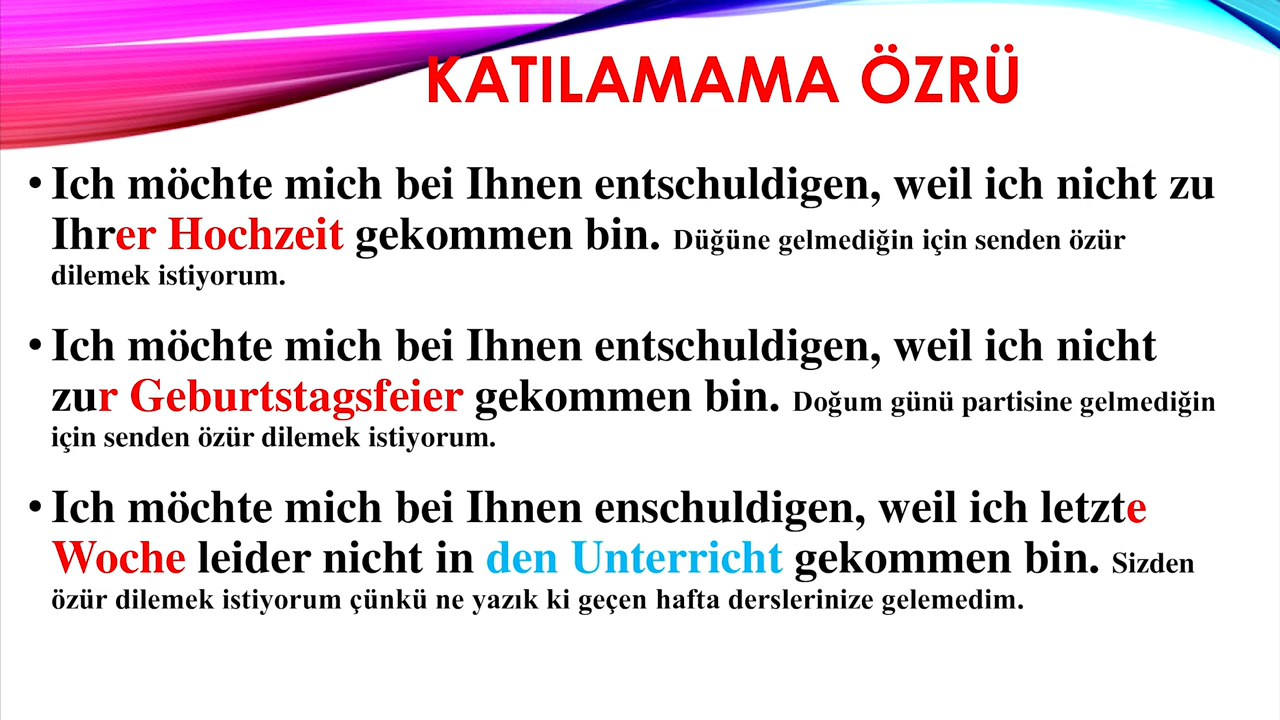 KATILAMAMA ÖZRÜ
• Ich möchte mich bei Ihnen entschuldigen, weil ich nicht zu
Ihrer Hochzeit gekommen bin. Düğüne gelmediğin için senden özür
dilemek istiyorum.
• Ich möchte mich bei Ihnen entschuldigen, weil ich nicht
zur Geburtstagsfeier gekommen bin. Doğum günü partisine gelmediğin
için senden özür dilemek istiyorum.
• Ich möchte mich bei Ihnen enschuldigen, weil ich letzte
Woche leider nicht in den Unterricht gekommen bin. Sizden
özür dilemek istiyorum çünkü ne yazık ki geçen hafta derslerinize gelemedim.